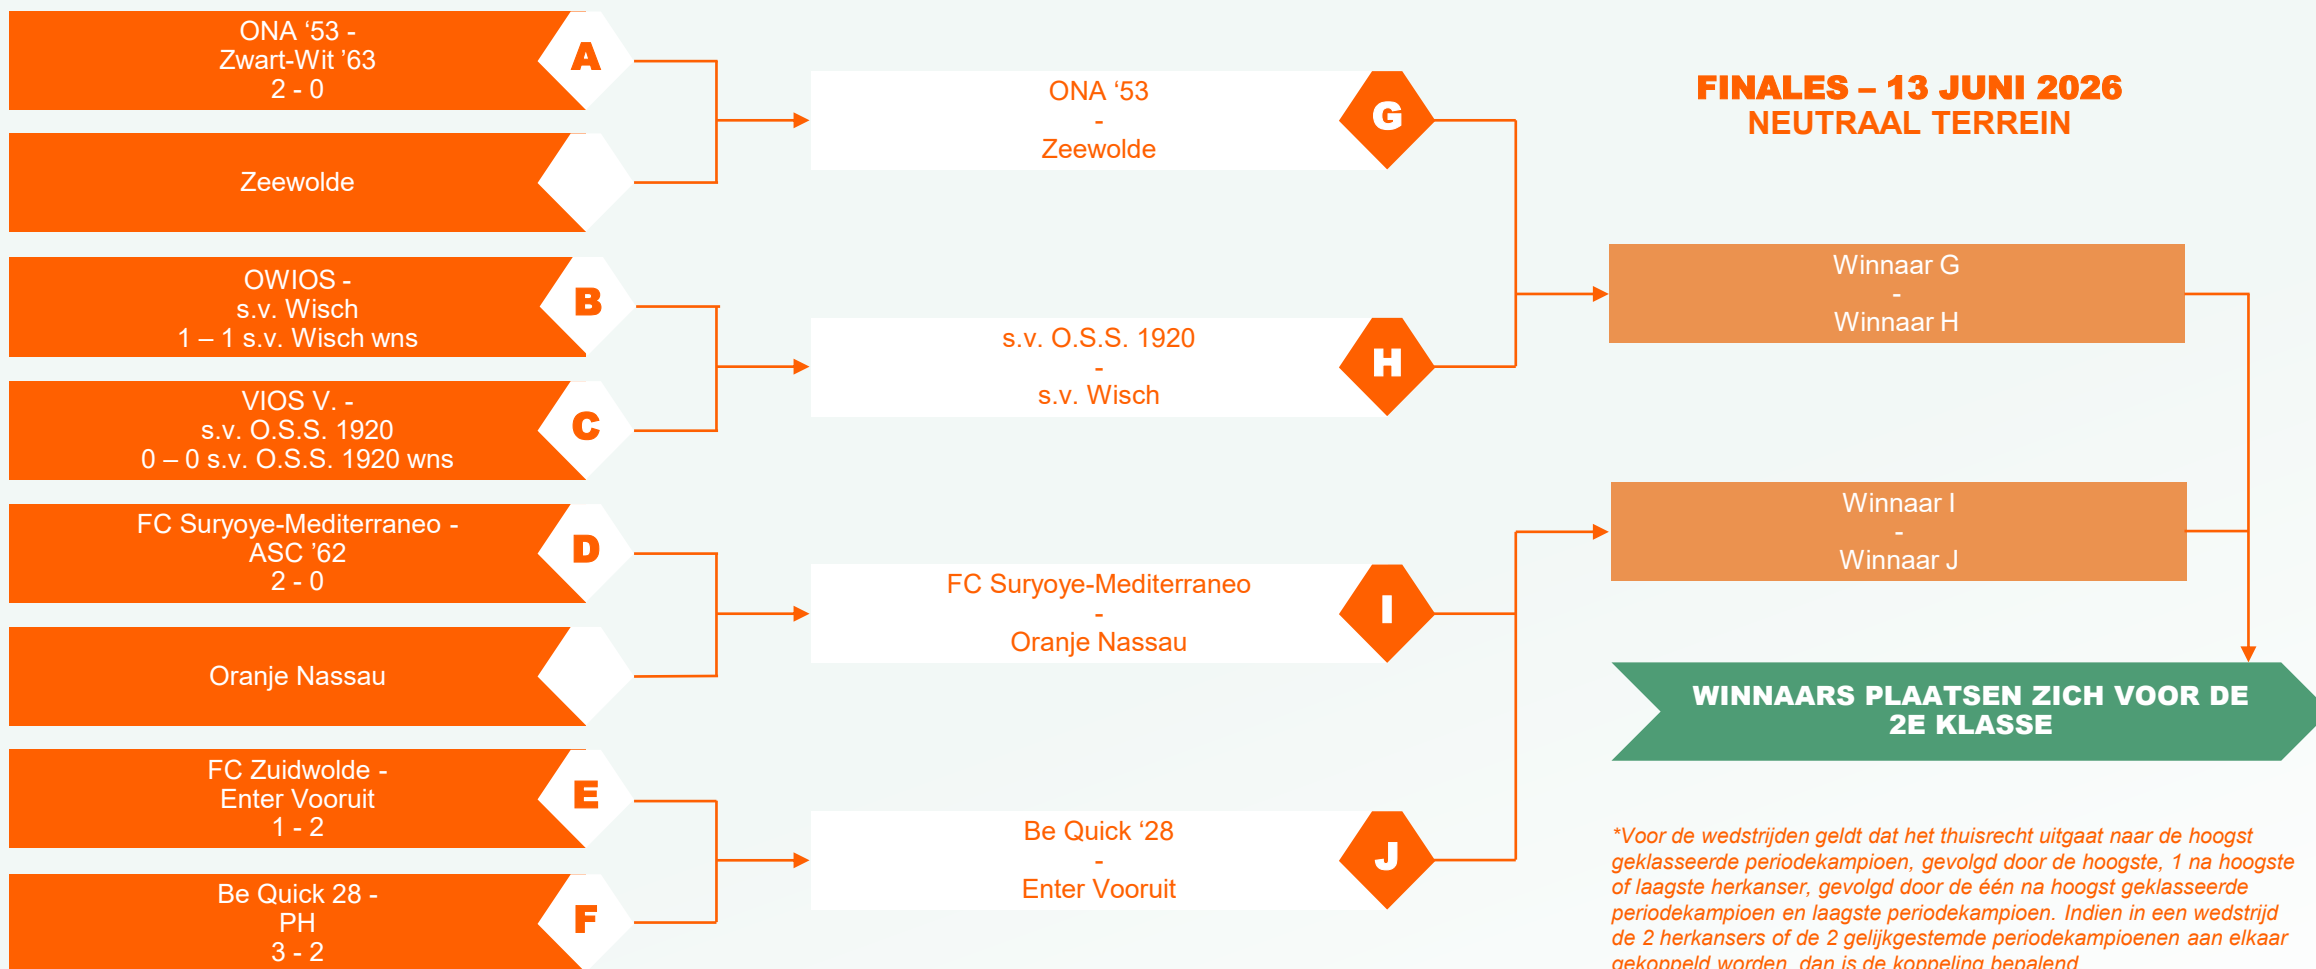 ONA ‘53 -
Zwart-Wit ’63
2 - 0
A
Zeewolde
OWIOS -
s.v. Wisch
1 – 1 s.v. Wisch wns
B
VIOS V. -
s.v. O.S.S. 1920
0 – 0 s.v. O.S.S. 1920 wns
C
FC Suryoye-Mediterraneo -
ASC ’62
2 - 0
D
Oranje Nassau
FC Zuidwolde -
Enter Vooruit
1 - 2
E
Be Quick 28 -
PH
3 - 2
F
ONA ‘53
-
Zeewolde
G
s.v. O.S.S. 1920
-
s.v. Wisch
H
FC Suryoye-Mediterraneo
-
Oranje Nassau
I
Be Quick ‘28
-
Enter Vooruit
J
FINALES – 13 JUNI 2026
NEUTRAAL TERREIN
Winnaar G
-
Winnaar H
Winnaar I
-
Winnaar J
WINNAARS PLAATSEN ZICH VOOR DE
2E KLASSE
*Voor de wedstrijden geldt dat het thuisrecht uitgaat naar de hoogst
geklasseerde periodekampioen, gevolgd door de hoogste, 1 na hoogste
of laagste herkanser, gevolgd door de één na hoogst geklasseerde
periodekampioen en laagste periodekampioen. Indien in een wedstrijd
de 2 herkansers of de 2 gelijkgestemde periodekampioenen aan elkaar
gekoppeld worden, dan is de koppeling bepalend